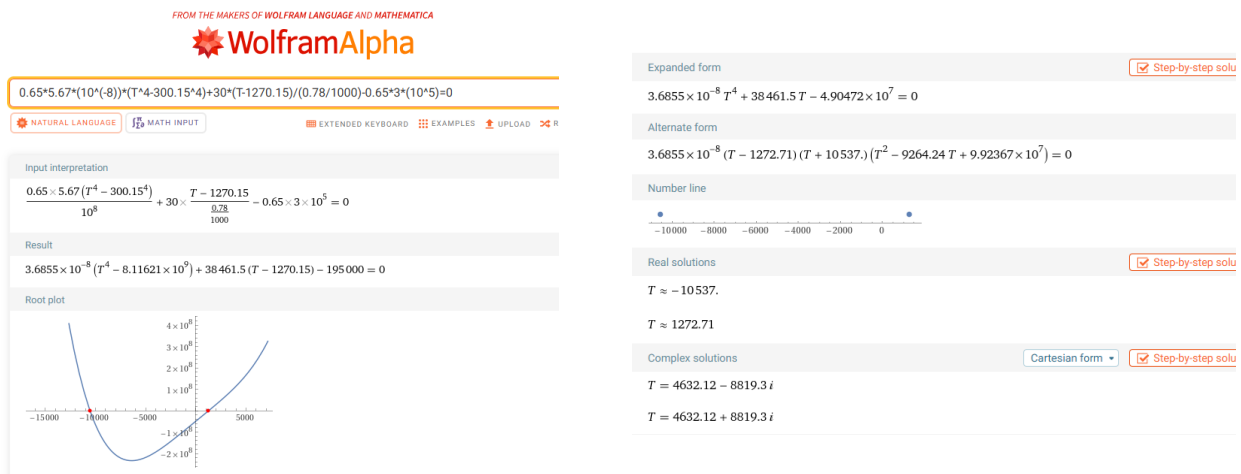 FROM THE MAKERS OF WOLFRAM LANGUAGE AND MATHEMATICA
WolframAlpha
0.65*5.67*(10^(-8))*(T^4-300.15^4)+30*(T-1270.15)/(0.78/1000)-0.65*3*(10^5)=0
NATURAL LANGUAGE
MATH INPUT
EXTENDED KEYBOARD
EXAMPLES
UPLOAD
R
Input interpretation
0.65 × 5.67 (T^4 − 300.15^4) / 10^8 + 30 × (T − 1270.15) / (0.78 / 1000) − 0.65 × 3 × 10^5 = 0
Result
3.6855 × 10^-8 (T^4 − 8.11621 × 10^9) + 38 461.5 (T − 1270.15) − 195 000 = 0
Root plot
4 × 10^8
3 × 10^8
2 × 10^8
1 × 10^8
−15 000 −10 000 −5000 5000
−1 × 10^8
−2 × 10^8
Expanded form
Step-by-step solu
3.6855 × 10^-8 T^4 + 38 461.5 T − 4.90472 × 10^7 = 0
Alternate form
3.6855 × 10^-8 (T − 1272.71) (T + 10 537.) (T^2 − 9264.24 T + 9.92367 × 10^7) = 0
Number line
−10 000 −8000 −6000 −4000 −2000 0
Real solutions
Step-by-step solu
T ≈ −10 537.
T ≈ 1272.71
Complex solutions
Cartesian form
Step-by-step solu
T = 4632.12 − 8819.3 i
T = 4632.12 + 8819.3 i